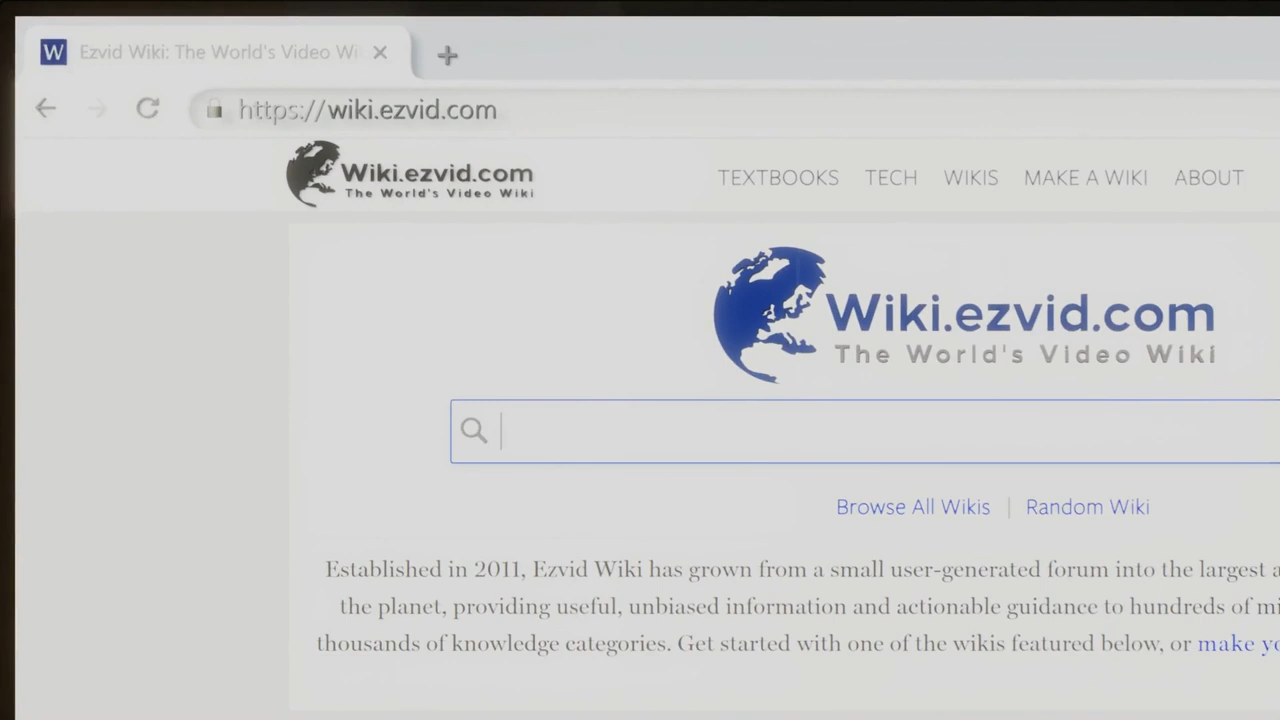 W Ezvid Wiki: The World's Video Wi
https://wiki.ezvid.com
Wiki.ezvid.com
The World's Video Wiki
TEXTBOOKS TECH WIKIS MAKE A WIKI ABOUT
Wiki.ezvid.com
The World's Video Wiki
Browse All Wikis | Random Wiki
Established in 2011, Ezvid Wiki has grown from a small user-generated forum into the largest a
the planet, providing useful, unbiased information and actionable guidance to hundreds of mi
thousands of knowledge categories. Get started with one of the wikis featured below, or make yo